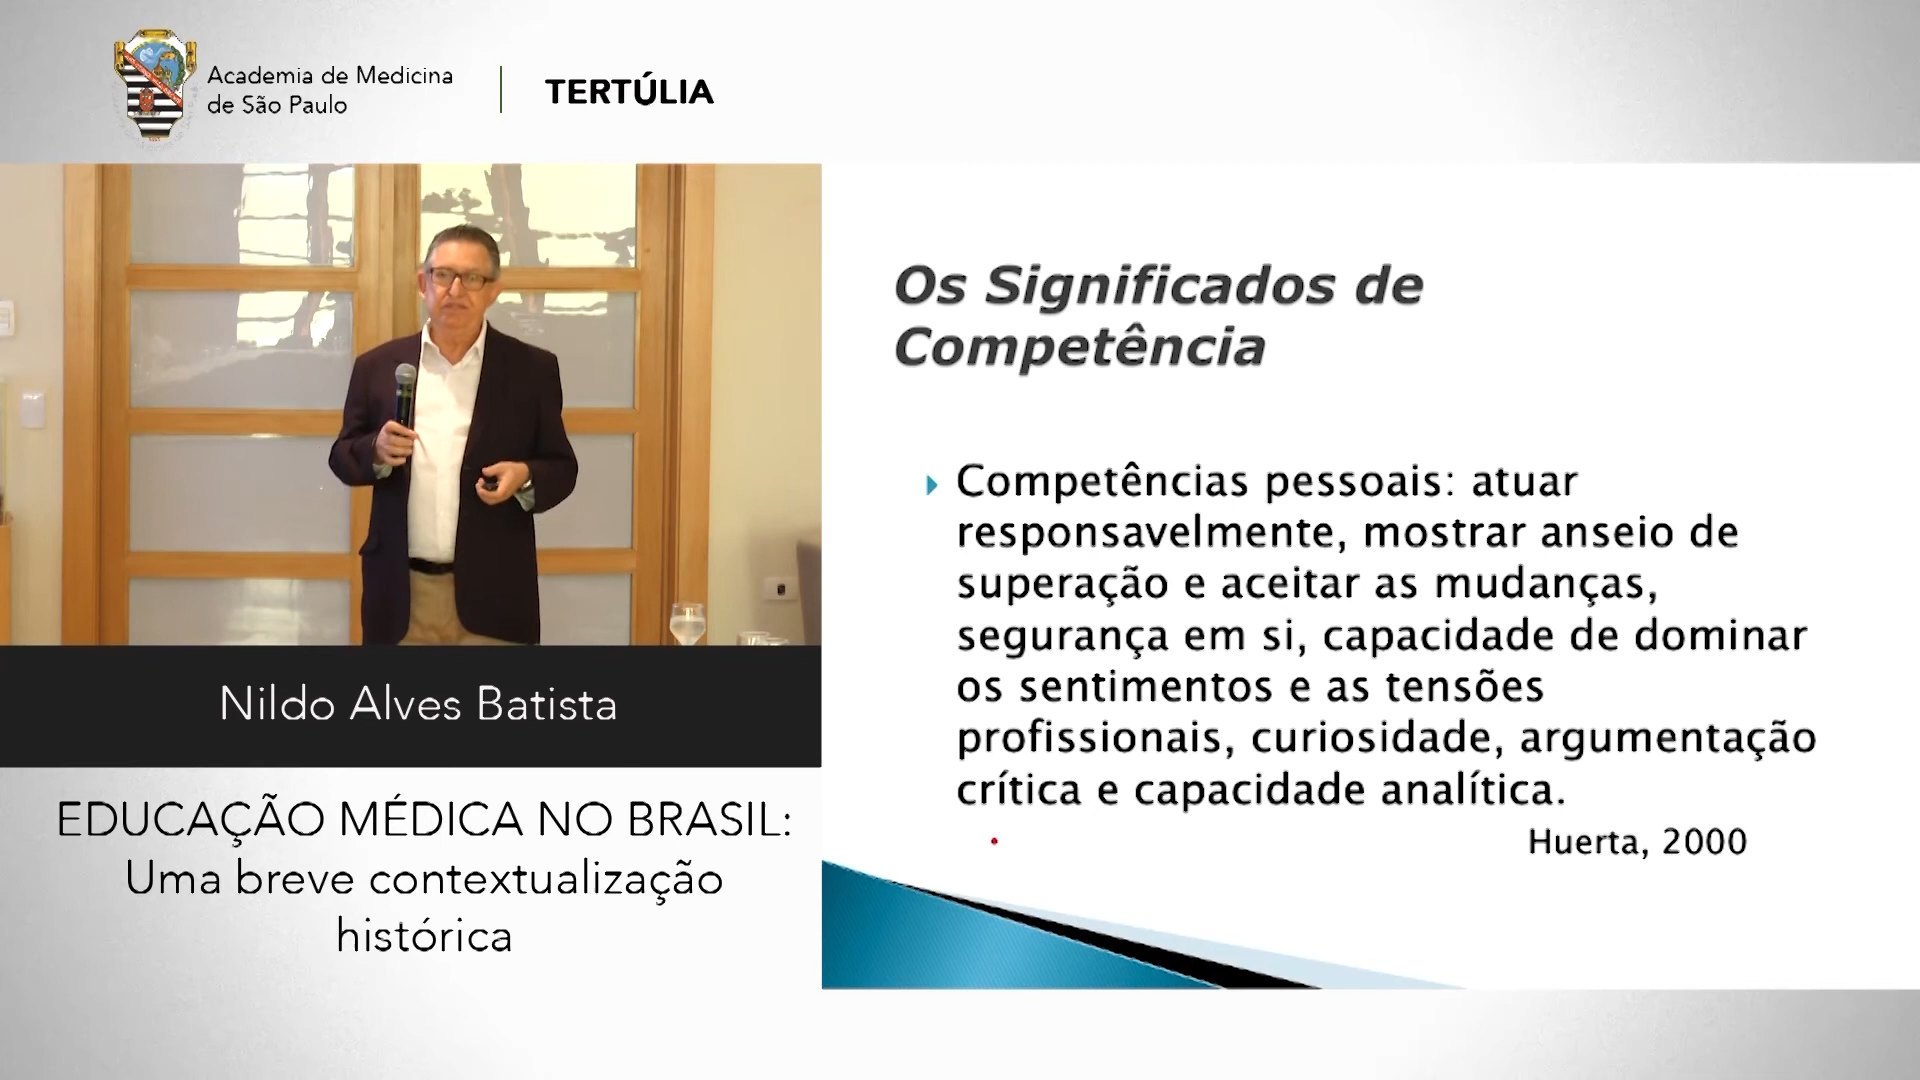 Academia de Medicina
de São Paulo
TERTÚLIA
Os Significados de
Competência
Competências pessoais: atuar
responsavelmente, mostrar anseio de
superação e aceitar as mudanças,
segurança em si, capacidade de dominar
os sentimentos e as tensões
profissionais, curiosidade, argumentação
crítica e capacidade analítica.
Huerta, 2000
Nildo Alves Batista
EDUCAÇÃO MÉDICA NO BRASIL:
Uma breve contextualização
histórica